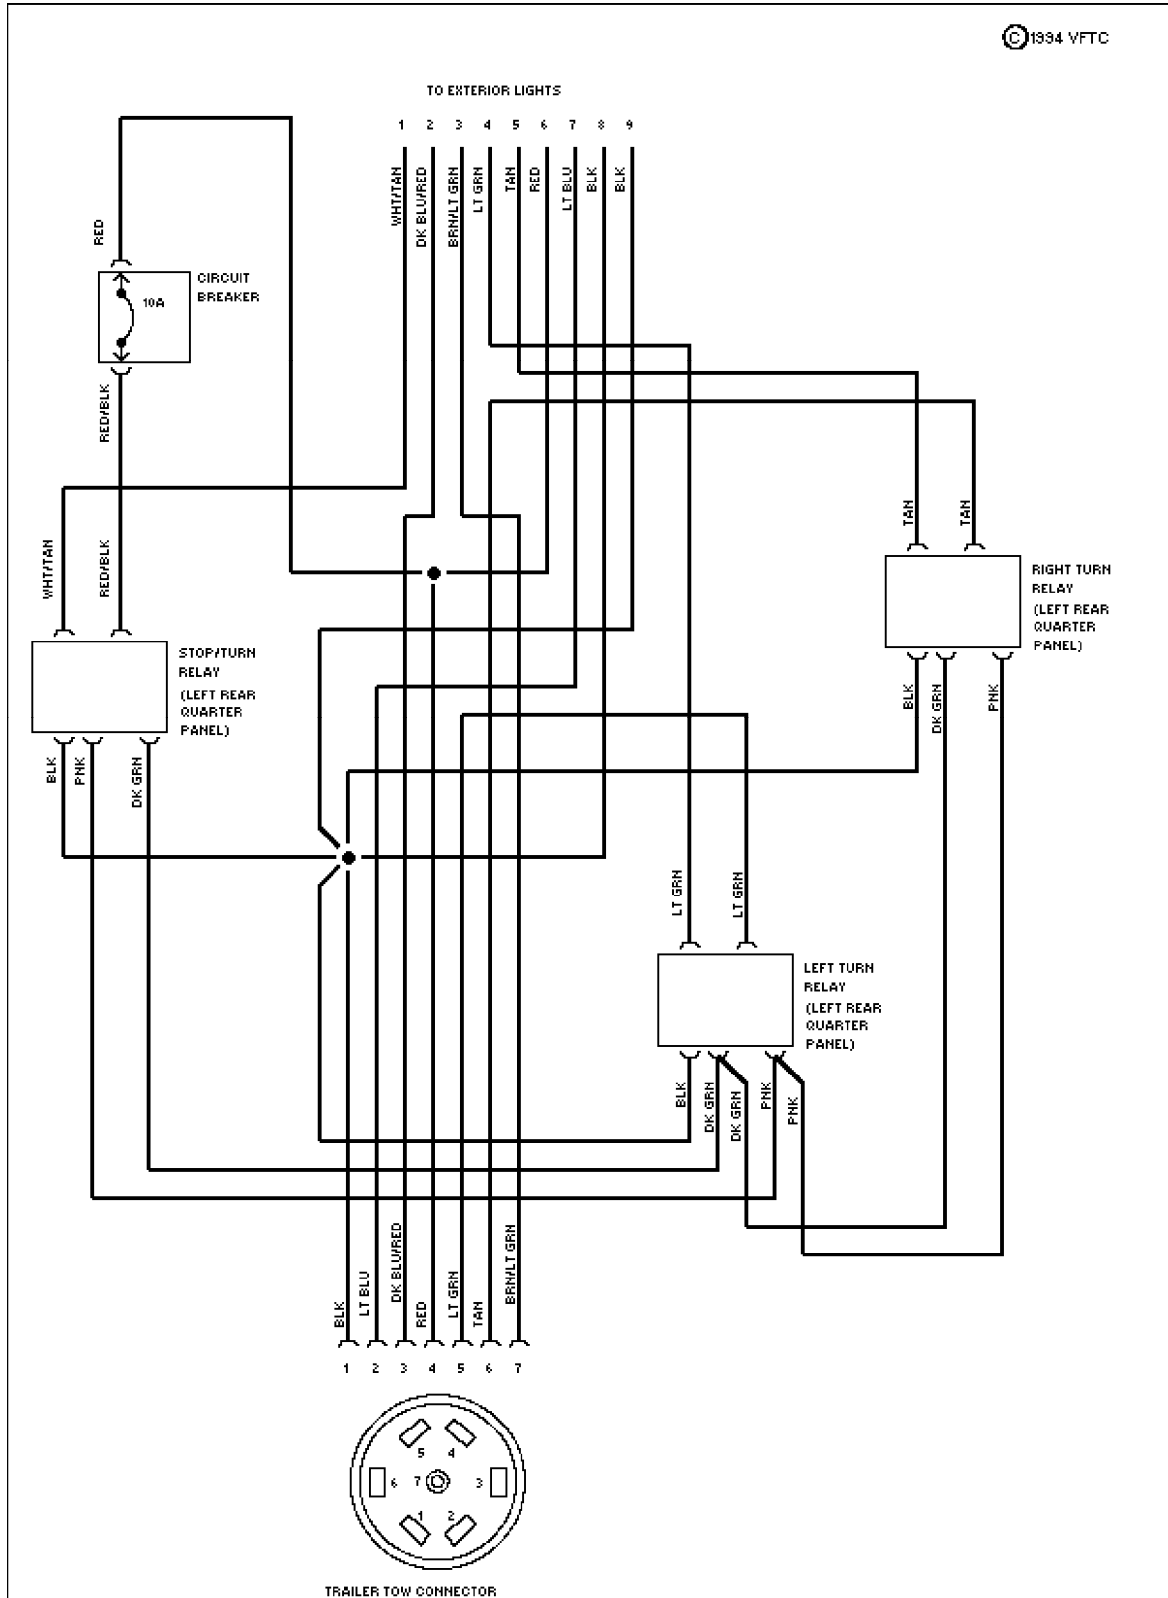 ©1994 VFTC
TO EXTERIOR LIGHTS
1 2 3 4 5 6 7 8 9
WHT/TAN
DK BLU/RED
BRN/LT GRN
LT GRN
TAN
RED
LT BLU
BLK
BLK
RED
CIRCUIT
BREAKER
10A
RED/BLK
WHT/TAN
RED/BLK
TAN
TAN
RIGHT TURN
RELAY
(LEFT REAR
QUARTER
PANEL)
STOP/TURN
RELAY
(LEFT REAR
QUARTER
PANEL)
BLK
DK GRN
PNK
BLK
PNK
DK GRN
LT GRN
LT GRN
LEFT TURN
RELAY
(LEFT REAR
QUARTER
PANEL)
BLK
DK GRN
DK GRN
PNK
PNK
BLK
LT BLU
DK BLU/RED
RED
LT GRN
TAN
BRN/LT GRN
1 2 3 4 5 6 7
5 4
6 7 3
1 2
TRAILER TOW CONNECTOR